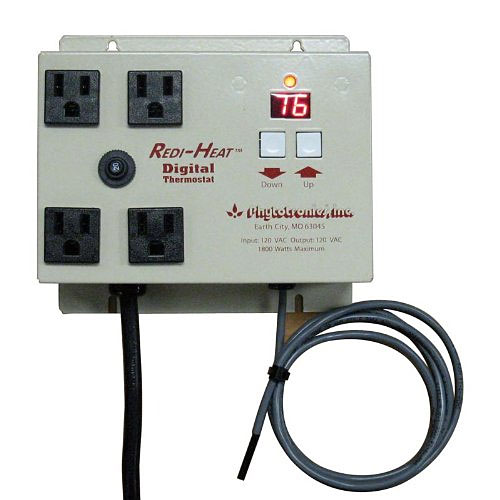 76
REDI-HEAT™
Digital
Thermostat
Down Up
Phytotronics, Inc.
Earth City, MO 63045
Input: 120 VAC Output: 120 VAC
1800 Watts Maximum